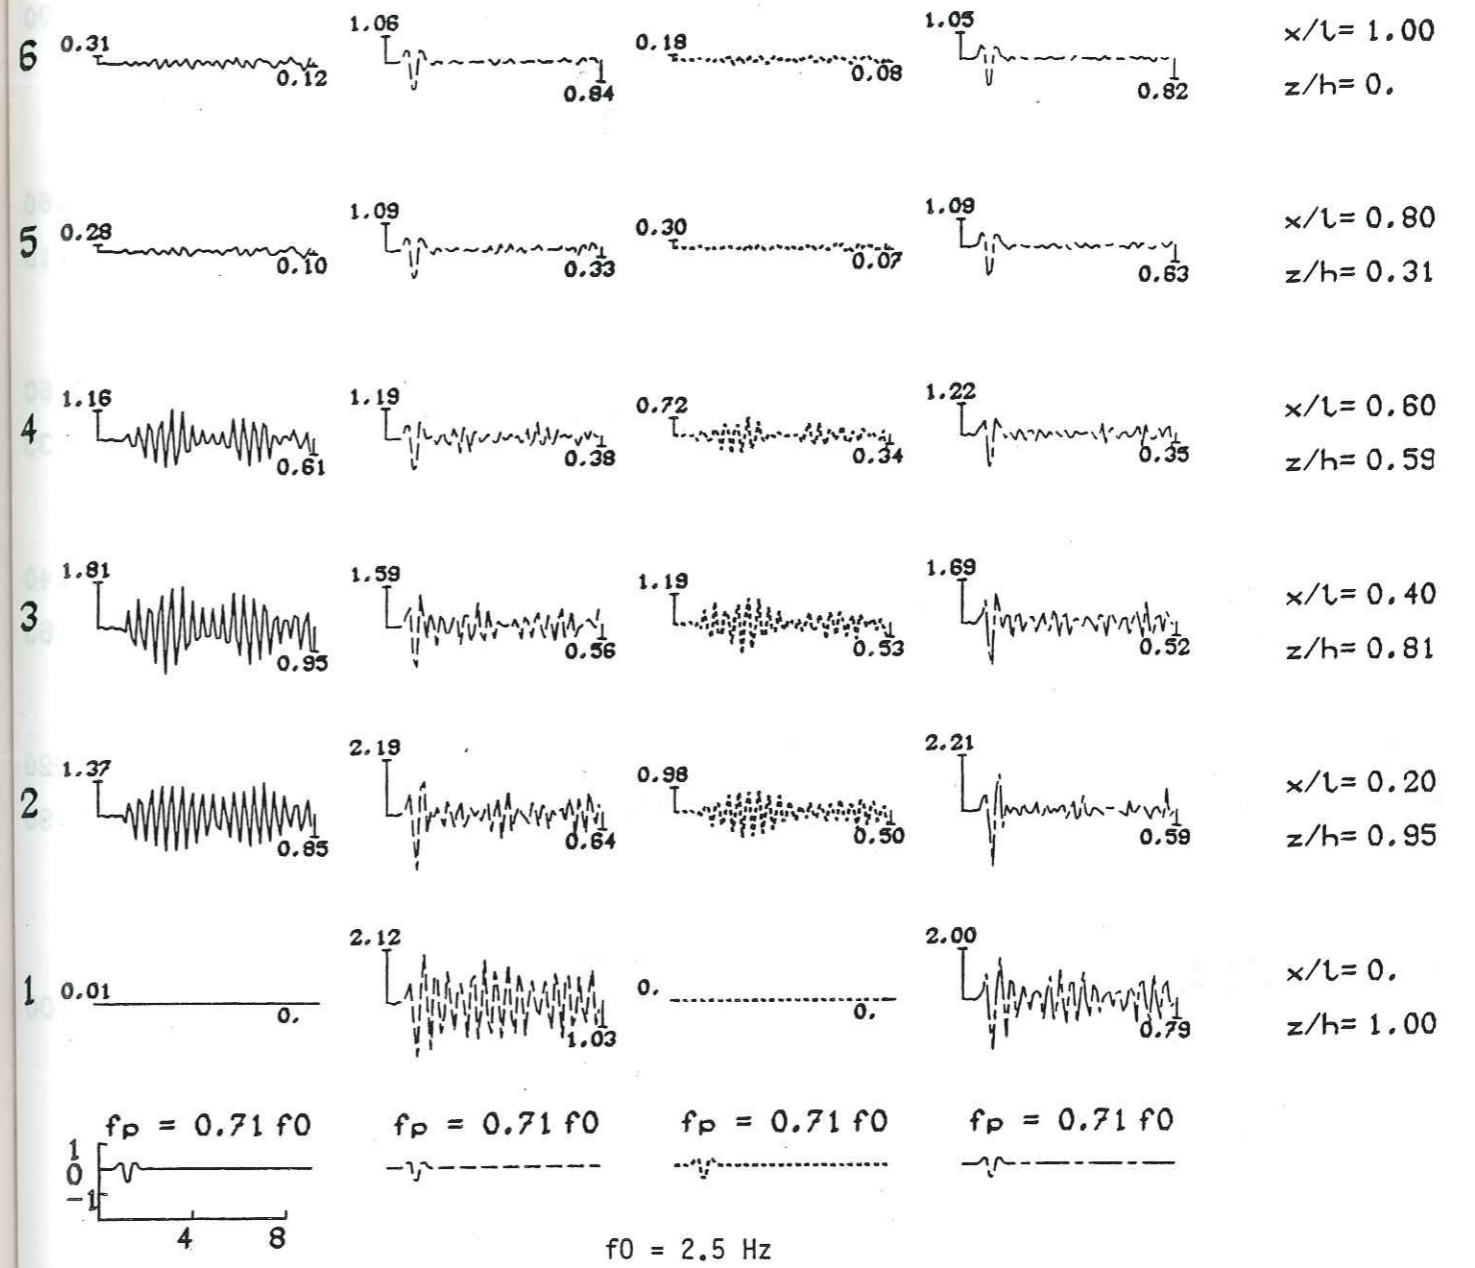 1.06 1.05 x/l= 1.00
6 0.31 0.18
0.12 0.84 0.08 0.82 z/h= 0.
1.09 1.09 x/l= 0.80
5 0.28 0.30
0.10 0.33 0.07 0.63 z/h= 0.31
1.16 1.19 0.72 1.22 x/l= 0.60
4
0.61 0.38 0.34 0.35 z/h= 0.59
1.81 1.59 1.19 1.69 x/l= 0.40
3
0.95 0.56 0.53 0.52 z/h= 0.81
2.19 2.21
1.37 0.98 x/l= 0.20
2
0.85 0.64 0.50 0.59 z/h= 0.95
2.12 2.00
1 0.01 0. x/l= 0.
0. 1.03 0. 0.79 z/h= 1.00
fp = 0.71 f0 fp = 0.71 f0 fp = 0.71 f0 fp = 0.71 f0
1
0
-1
4 8
f0 = 2.5 Hz